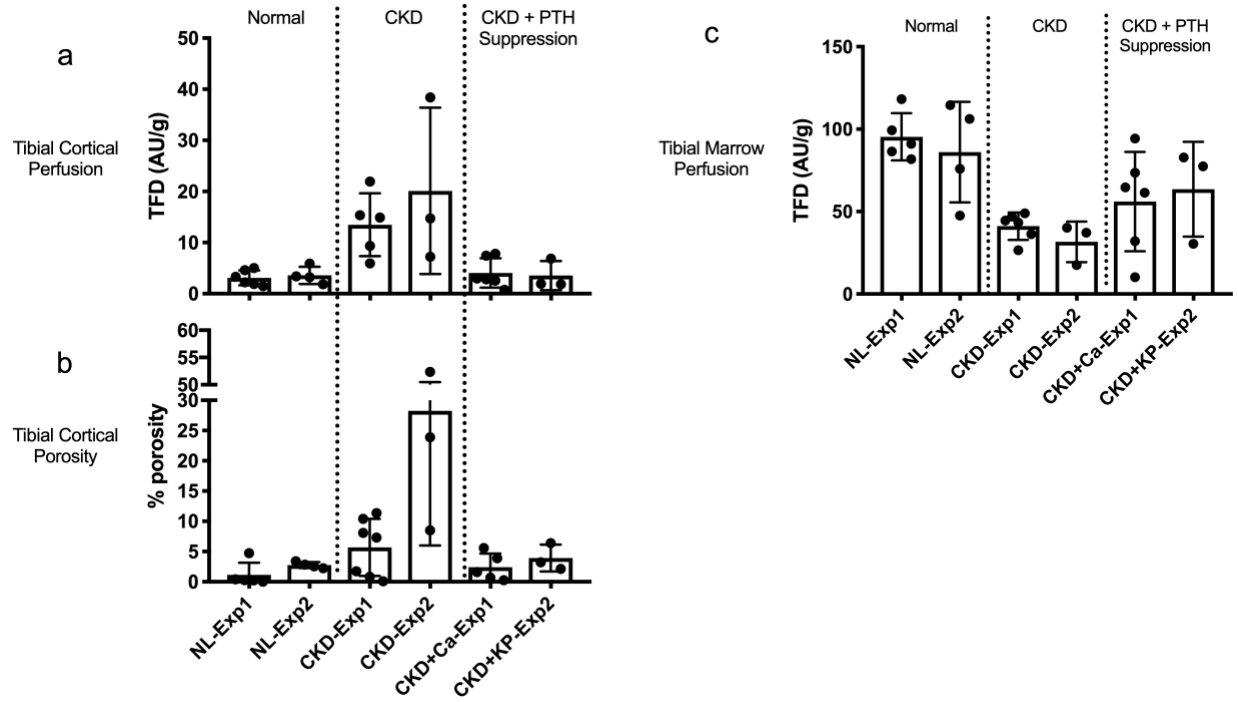 a
Normal
CKD
CKD + PTH
Suppression
Tibial Cortical
Perfusion
TFD (AU/g)
50
40
30
20
10
0
b
Tibial Cortical
Porosity
% porosity
60
55
50
30
25
20
15
10
5
0
NL-Exp1
NL-Exp2
CKD-Exp1
CKD-Exp2
CKD+Ca-Exp1
CKD+KP-Exp2
c
Normal
CKD
CKD + PTH
Suppression
Tibial Marrow
Perfusion
TFD (AU/g)
150
100
50
0
NL-Exp1
NL-Exp2
CKD-Exp1
CKD-Exp2
CKD+Ca-Exp1
CKD+KP-Exp2